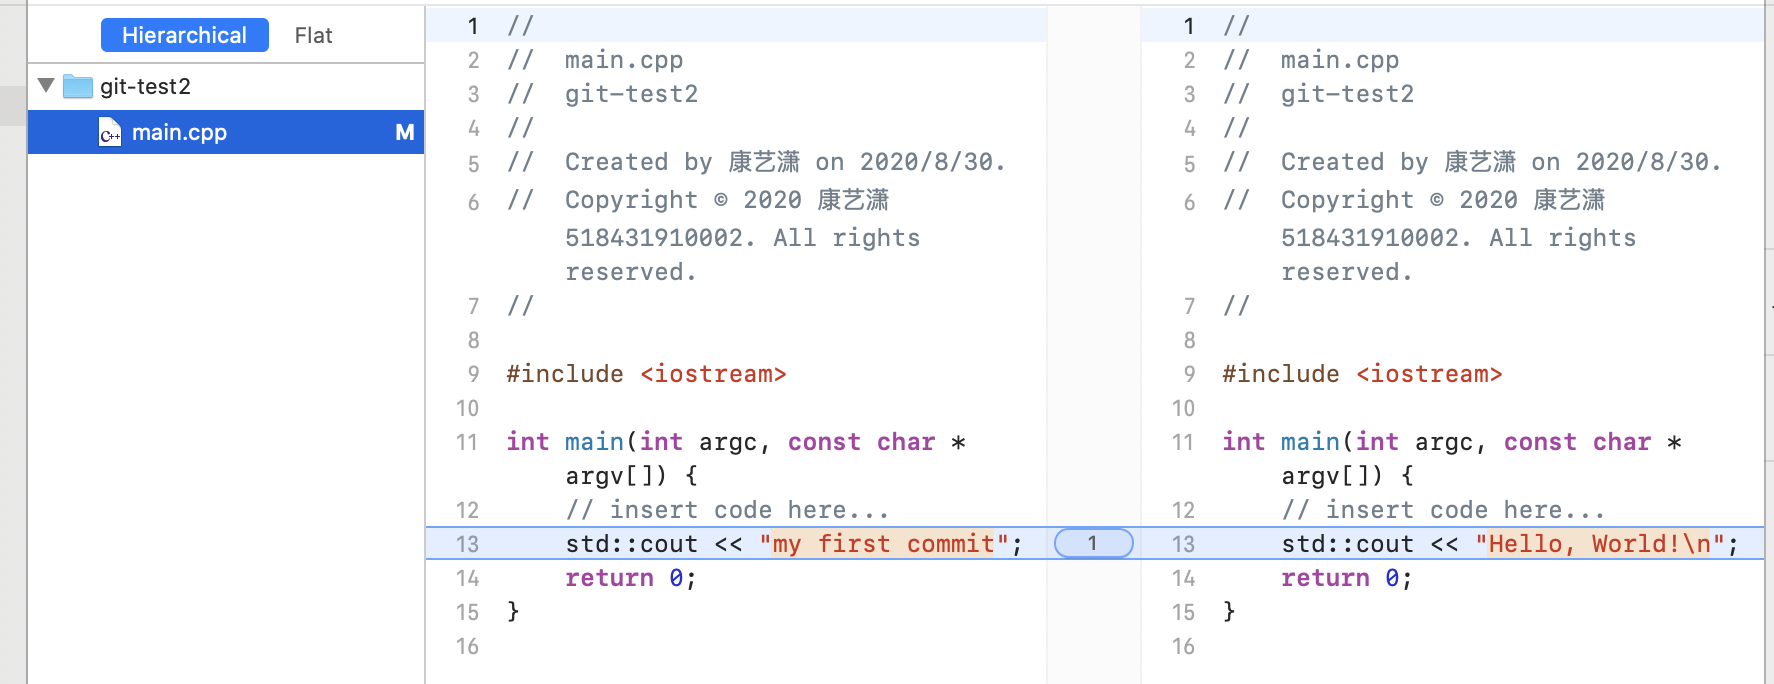 Hierarchical Flat
git-test2
main.cpp M
1 //
2 //  main.cpp
3 //  git-test2
4 //
5 //  Created by 康艺潇 on 2020/8/30.
6 //  Copyright © 2020 康艺潇
518431910002. All rights
reserved.
7 //
8
9 #include <iostream>
10
11 int main(int argc, const char *
argv[]) {
12     // insert code here...
13     std::cout << "my first commit";
14     return 0;
15 }
16
1
1 //
2 //  main.cpp
3 //  git-test2
4 //
5 //  Created by 康艺潇 on 2020/8/30.
6 //  Copyright © 2020 康艺潇
518431910002. All rights
reserved.
7 //
8
9 #include <iostream>
10
11 int main(int argc, const char *
argv[]) {
12     // insert code here...
13     std::cout << "Hello, World!\n";
14     return 0;
15 }
16